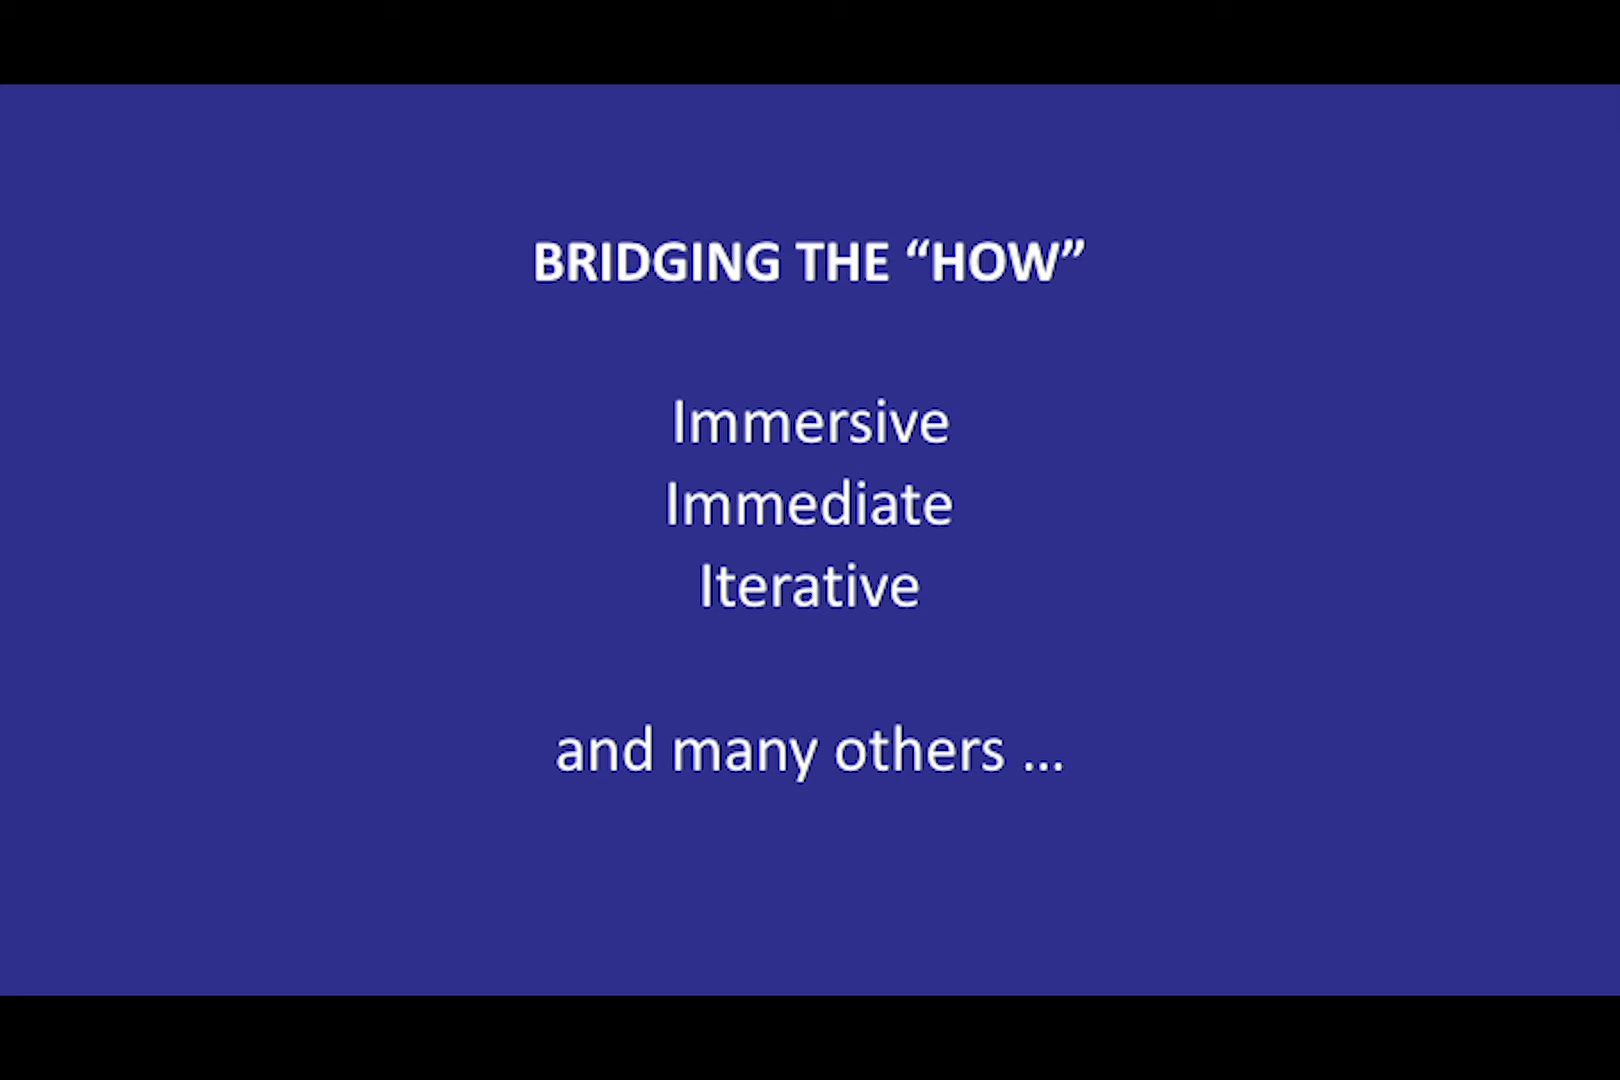 BRIDGING THE “HOW”
Immersive
Immediate
Iterative
and many others ...